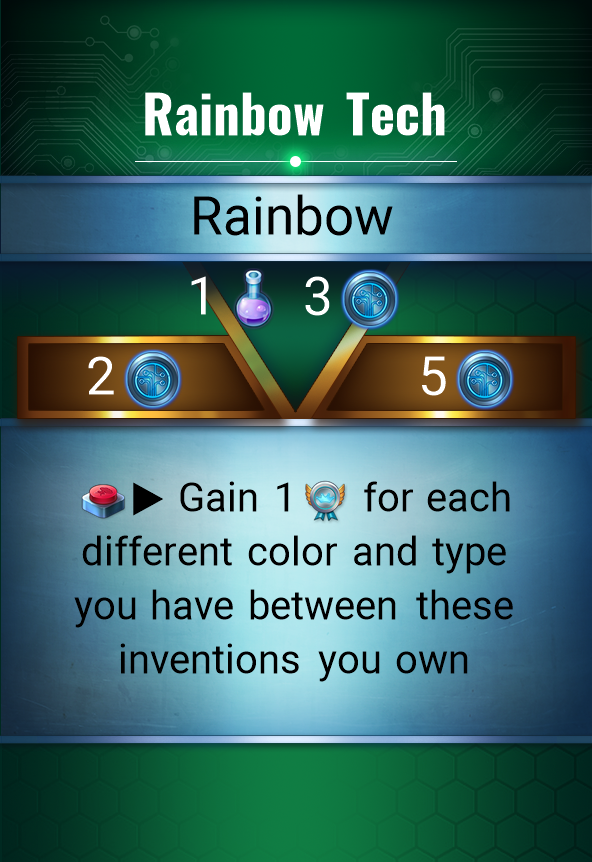 Rainbow Tech
Rainbow
1 3
2 5
▶ Gain 1 for each
different color and type
you have between these
inventions you own